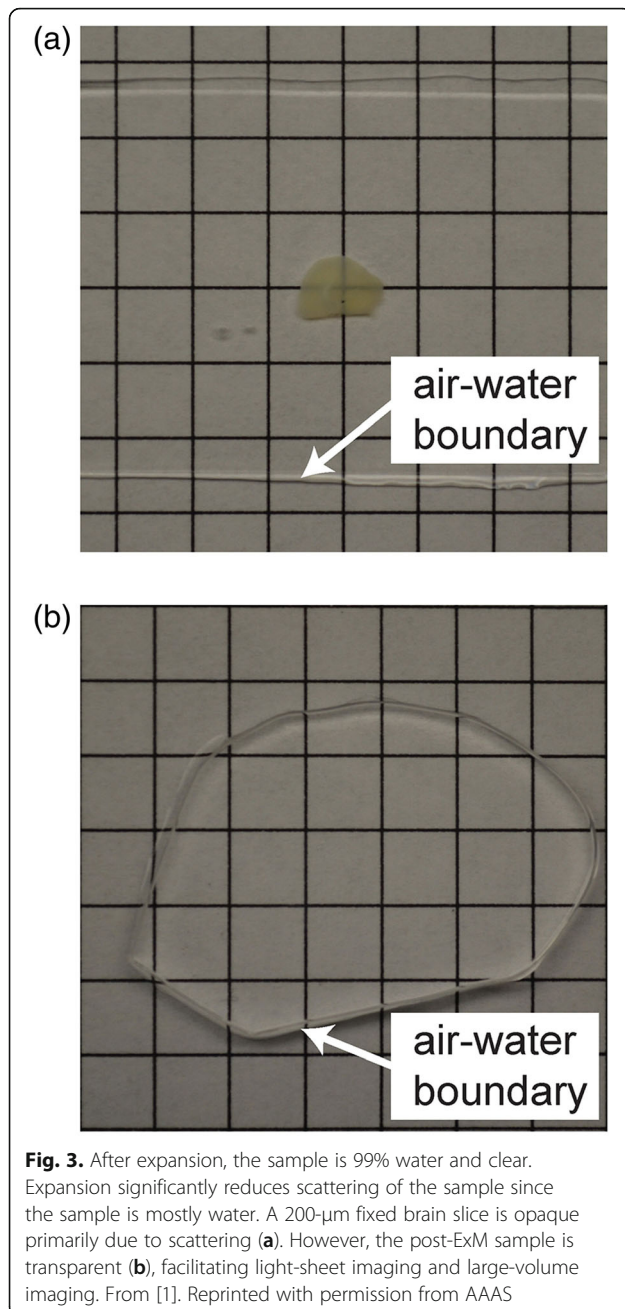 (a)
air-water
boundary
(b)
air-water
boundary
Fig. 3. After expansion, the sample is 99% water and clear.
Expansion significantly reduces scattering of the sample since
the sample is mostly water. A 200-μm fixed brain slice is opaque
primarily due to scattering (a). However, the post-ExM sample is
transparent (b), facilitating light-sheet imaging and large-volume
imaging. From [1]. Reprinted with permission from AAAS